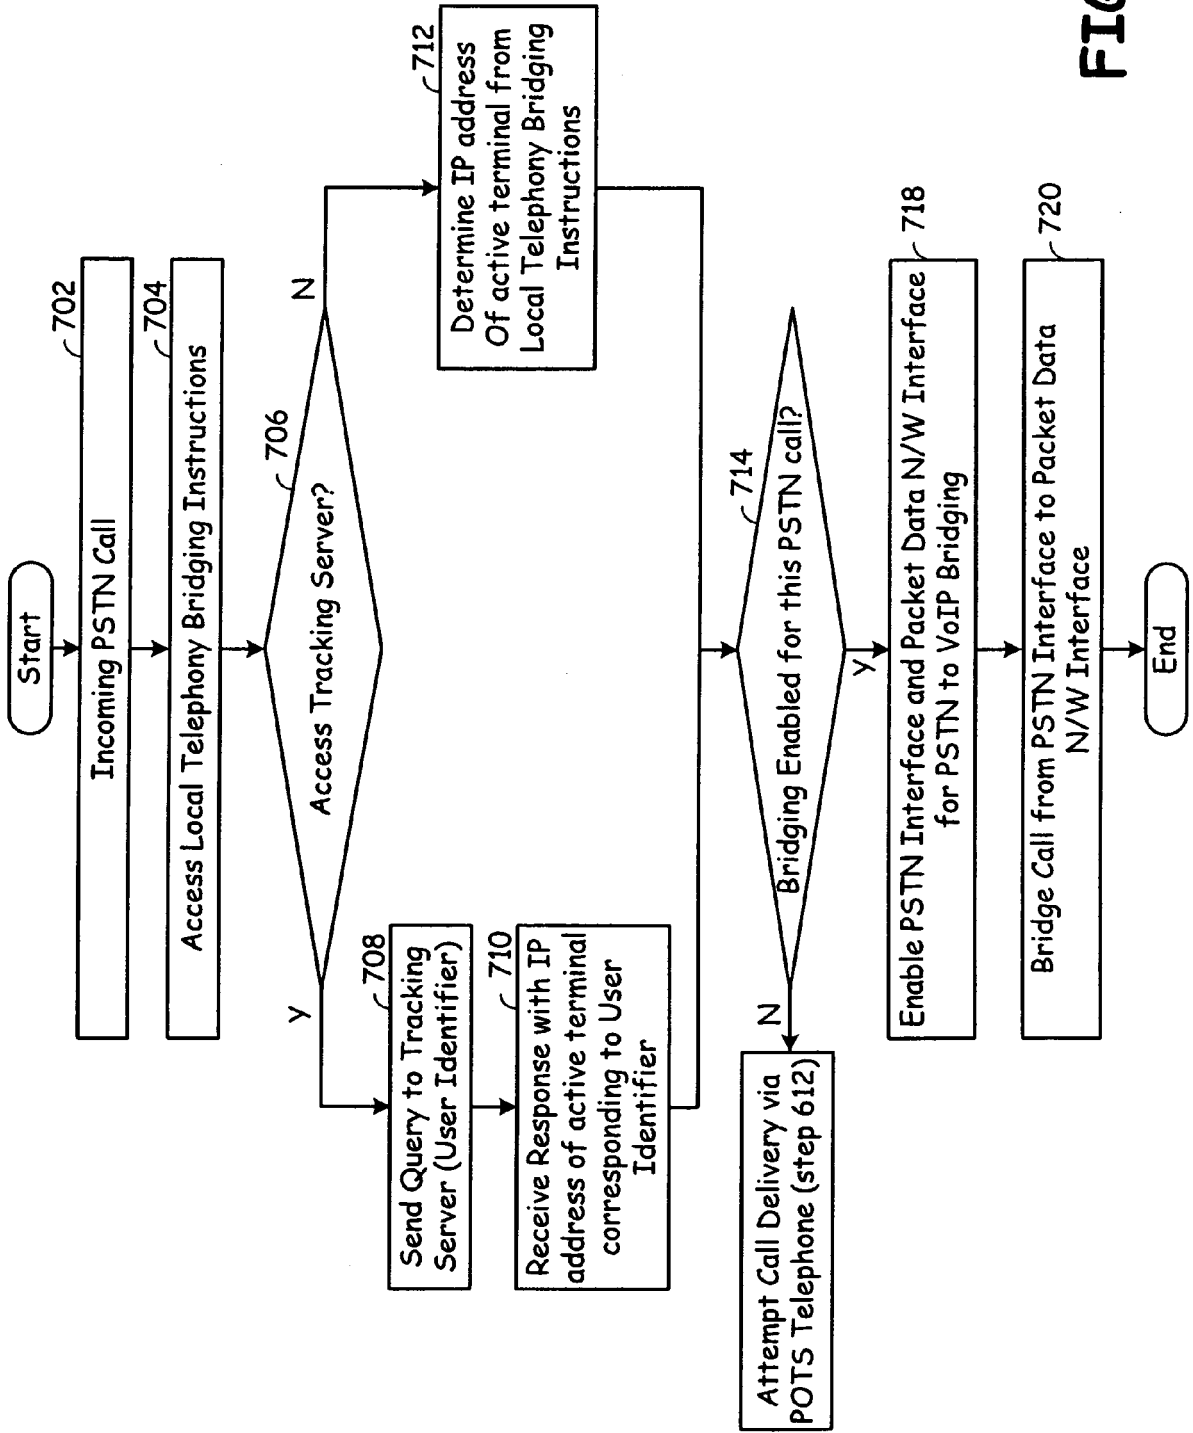 Start
702
Incoming PSTN Call
704
Access Local Telephony Bridging Instructions
706
Access Tracking Server?
Y
N
708
Send Query to Tracking
Server (User Identifier)
710
Receive Response with IP
address of active terminal
corresponding to User
Identifier
712
Determine IP address
Of active terminal from
Local Telephony Bridging
Instructions
714
Bridging Enabled for this PSTN call?
N
Y
Attempt Call Delivery via
POTS Telephone (step 612)
718
Enable PSTN Interface and Packet Data N/W Interface
for PSTN to VoIP Bridging
720
Bridge Call from PSTN Interface to Packet Data
N/W Interface
End